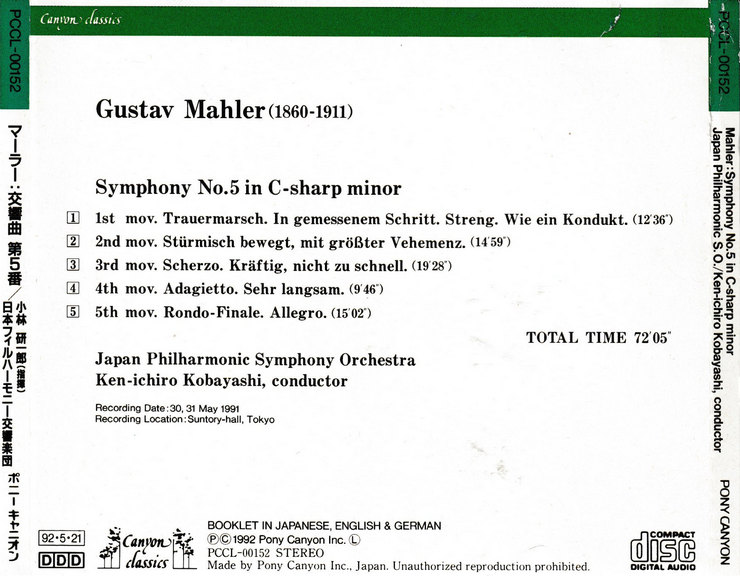 PCCL-00152
マーラー:交響曲 第5番/小林 研一郎(指揮) 日本フィルハーモニー交響楽団
ポニーキャニオン
Canyon classics
Gustav Mahler (1860-1911)
Symphony No.5 in C-sharp minor
1 1st mov. Trauermarsch. In gemessenem Schritt. Streng. Wie ein Kondukt. (12'36")
2 2nd mov. Stürmisch bewegt, mit größter Vehemenz. (14'59")
3 3rd mov. Scherzo. Kräftig, nicht zu schnell. (19'28")
4 4th mov. Adagietto. Sehr langsam. (9'46")
5 5th mov. Rondo-Finale. Allegro. (15'02")
TOTAL TIME 72'05"
Japan Philharmonic Symphony Orchestra
Ken-ichiro Kobayashi, conductor
Recording Date: 30, 31 May 1991
Recording Location: Suntory-hall, Tokyo
92・5・21
DDD
Canyon
classics
BOOKLET IN JAPANESE, ENGLISH & GERMAN
ⓅⒸ1992 Pony Canyon Inc. Ⓛ
PCCL-00152 STEREO
Made by Pony Canyon Inc., Japan. Unauthorized reproduction prohibited.
COMPACT
disc
DIGITAL AUDIO
PCCL-00152
Mahler:Symphony No.5 in C-sharp minor
Japan Philharmonic S.O./Ken-ichiro Kobayashi, conductor
PONY CANYON